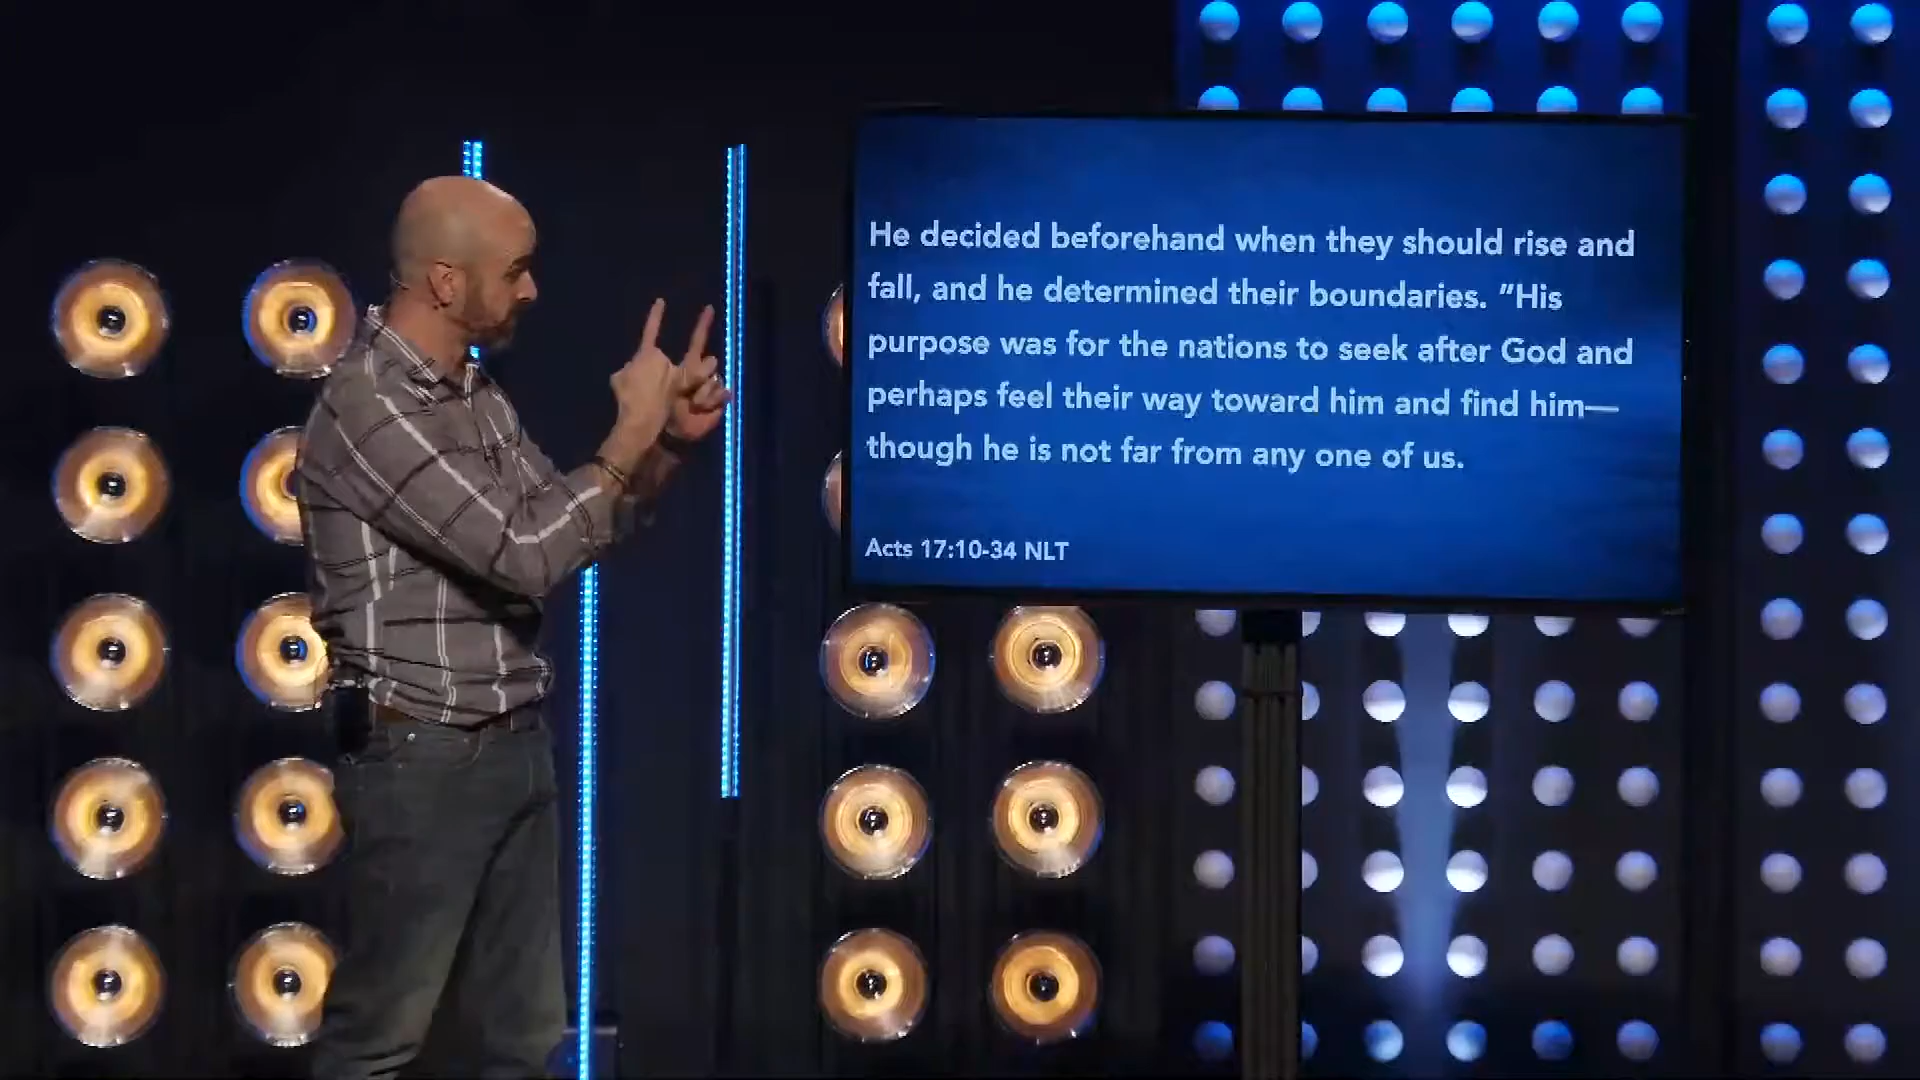 He decided beforehand when they should rise and
fall, and he determined their boundaries. "His
purpose was for the nations to seek after God and
perhaps feel their way toward him and find him—
though he is not far from any one of us.
Acts 17:10-34 NLT